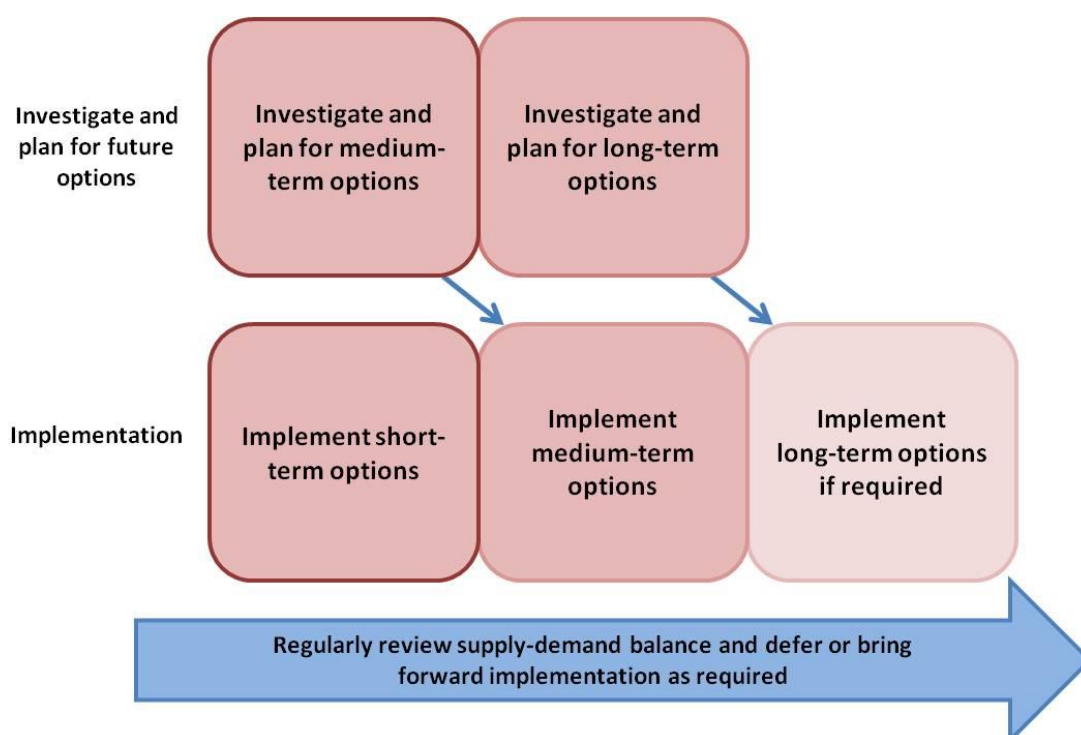 Investigate and
plan for future
options
Investigate and
plan for medium-
term options
Investigate and
plan for long-term
options
Implementation
Implement short-
term options
Implement
medium-term
options
Implement
long-term options
if required
Regularly review supply-demand balance and defer or bring
forward implementation as required